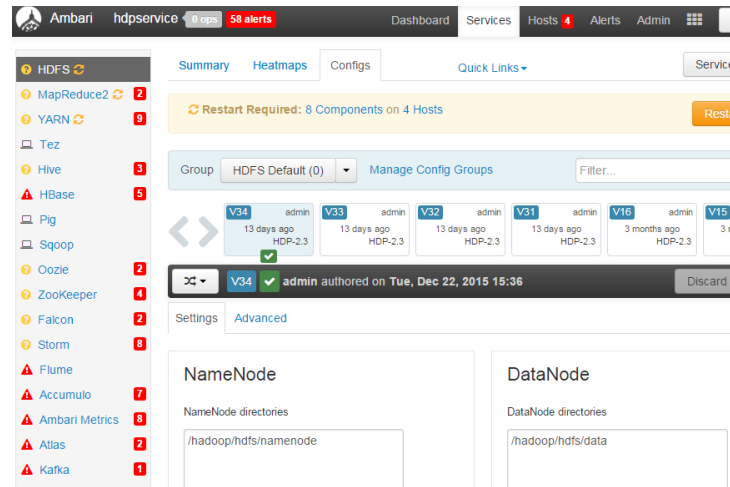 Ambari hdpservice 0 ops 58 alerts Dashboard Services Hosts 4 Alerts Admin
HDFS
MapReduce2 2
YARN 9
Tez
Hive 3
HBase 5
Pig
Sqoop
Oozie 2
ZooKeeper 4
Falcon 2
Storm 8
Flume
Accumulo 7
Ambari Metrics 8
Atlas 2
Kafka 1
Summary Heatmaps Configs Quick Links Service
Restart Required: 8 Components on 4 Hosts Resta
Group HDFS Default (0) Manage Config Groups Filter...
V34 admin V33 admin V32 admin V31 admin V16 admin V15
13 days ago 13 days ago 13 days ago 13 days ago 3 months ago 3
HDP-2.3 HDP-2.3 HDP-2.3 HDP-2.3 HDP-2.3
V34 admin authored on Tue, Dec 22, 2015 15:36 Discard
Settings Advanced
NameNode DataNode
NameNode directories DataNode directories
/hadoop/hdfs/namenode /hadoop/hdfs/data